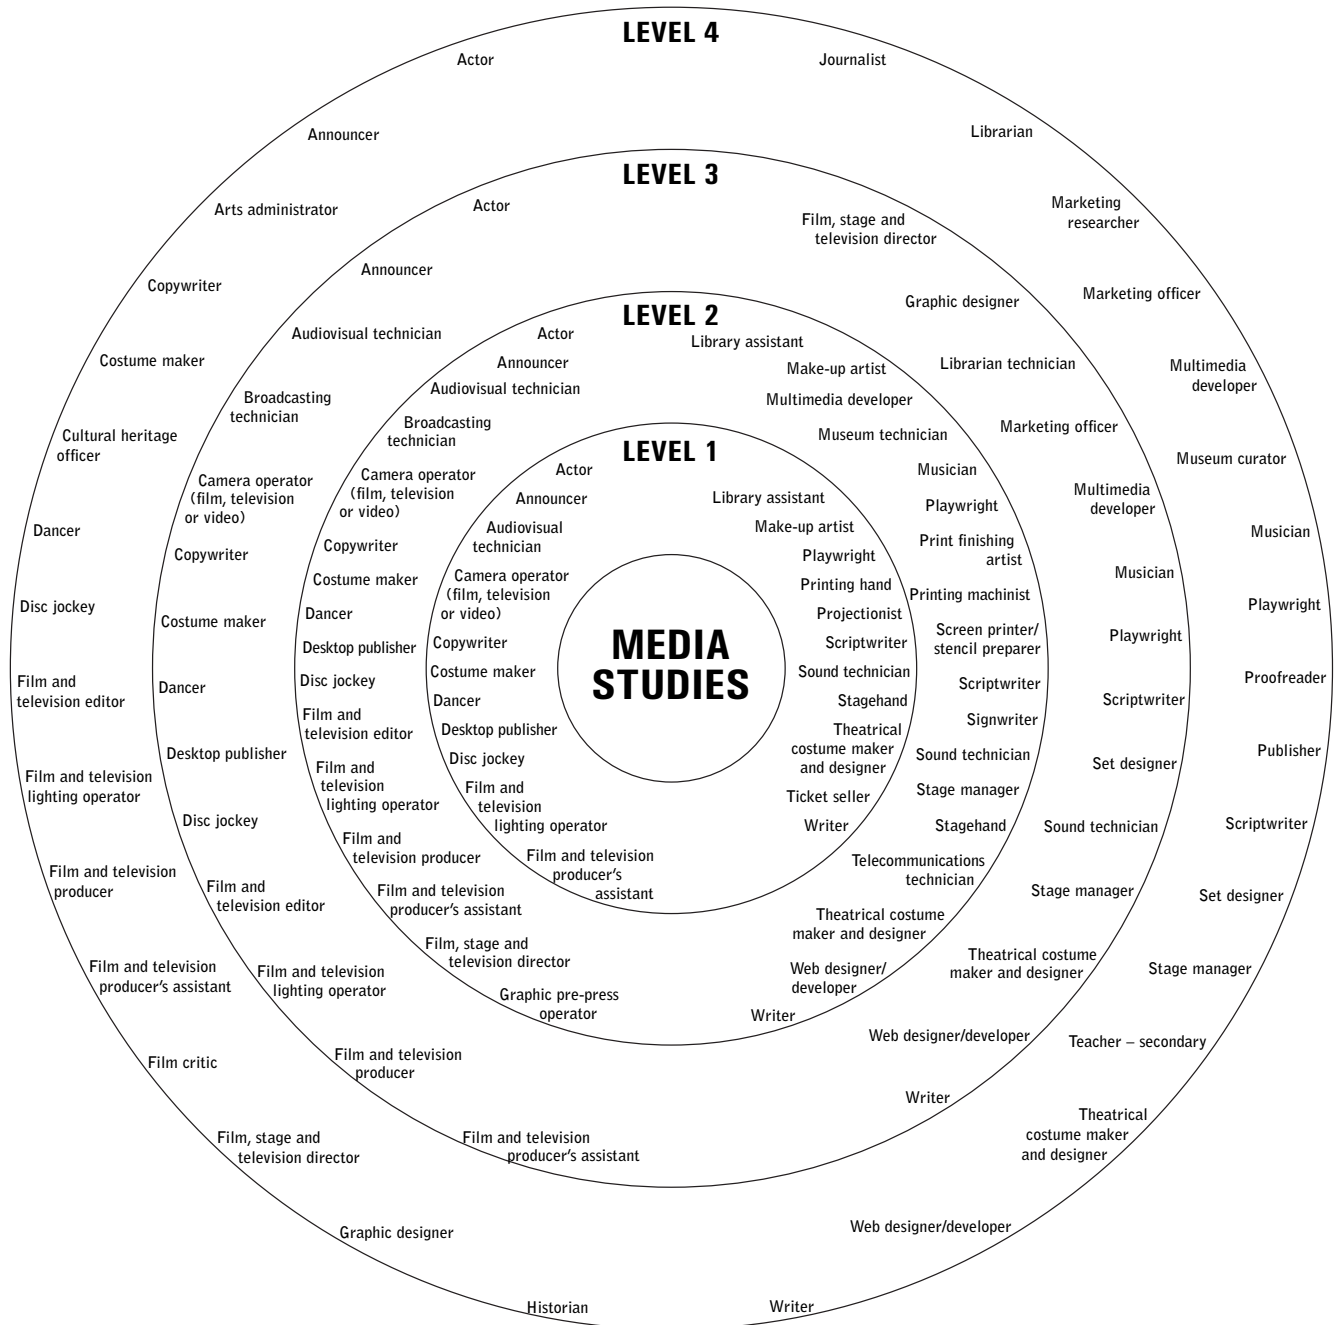 LEVEL 4
Actor
Announcer
Arts administrator
Copywriter
Costume maker
Cultural heritage
officer
Dancer
Disc jockey
Film and
television editor
Film and television
lighting operator
Film and television
producer
Film and television
producer's assistant
Film critic
Film, stage and
television director
Graphic designer
Historian
Journalist
Librarian
Marketing
researcher
Marketing officer
Multimedia
developer
Museum curator
Musician
Playwright
Proofreader
Publisher
Scriptwriter
Set designer
Stage manager
Teacher – secondary
Theatrical
costume maker
and designer
Web designer/developer
Writer
LEVEL 3
Actor
Announcer
Audiovisual technician
Broadcasting
technician
Camera operator
(film, television
or video)
Copywriter
Costume maker
Dancer
Desktop publisher
Disc jockey
Film and
television editor
Film and television
lighting operator
Film and television
producer
Film and television
producer's assistant
Film, stage and
television director
Graphic designer
Librarian technician
Marketing officer
Multimedia
developer
Musician
Playwright
Scriptwriter
Set designer
Sound technician
Stage manager
Theatrical costume
maker and designer
Web designer/developer
Writer
LEVEL 2
Actor
Announcer
Audiovisual technician
Broadcasting
technician
Camera operator
(film, television
or video)
Copywriter
Costume maker
Dancer
Desktop publisher
Disc jockey
Film and
television editor
Film and
television
lighting operator
Film and
television producer
Film and television
producer's assistant
Film, stage and
television director
Graphic pre-press
operator
Library assistant
Make-up artist
Multimedia developer
Museum technician
Musician
Playwright
Print finishing
artist
Printing machinist
Screen printer/
stencil preparer
Scriptwriter
Signwriter
Sound technician
Stage manager
Stagehand
Telecommunications
technician
Theatrical costume
maker and designer
Web designer/
developer
Writer
LEVEL 1
Actor
Announcer
Audiovisual
technician
Camera operator
(film, television
or video)
Copywriter
Costume maker
Dancer
Desktop publisher
Disc jockey
Film and
television
lighting operator
Film and television
producer's
assistant
Library assistant
Make-up artist
Playwright
Printing hand
Projectionist
Scriptwriter
Sound technician
Stagehand
Theatrical
costume maker
and designer
Ticket seller
Writer
MEDIA
STUDIES